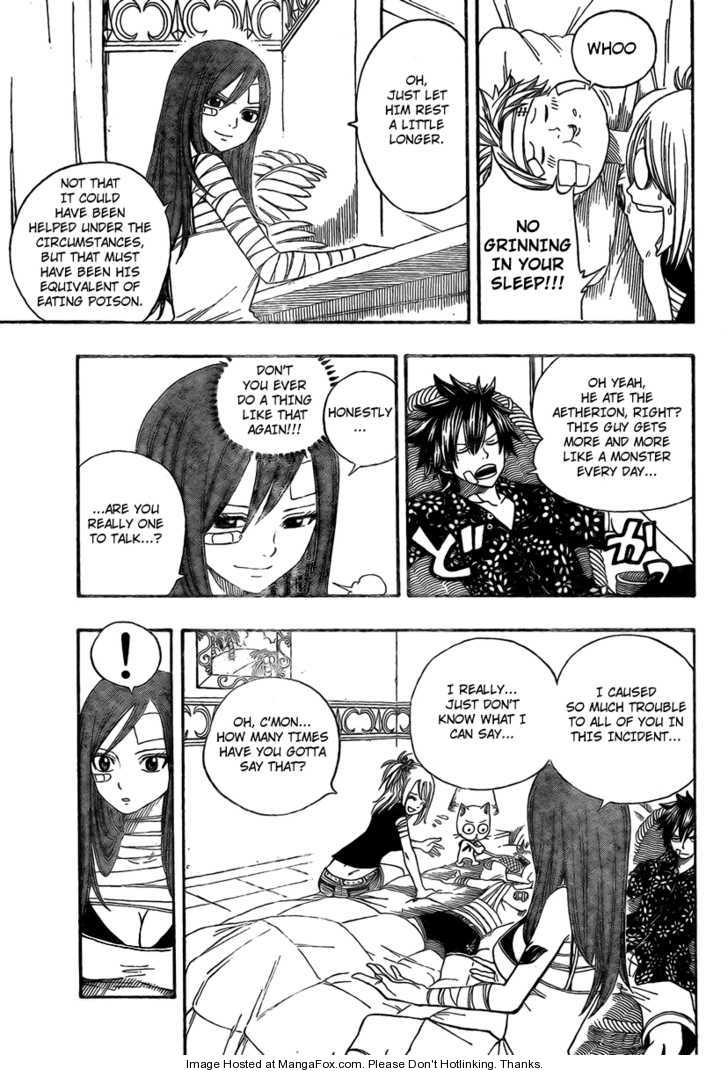 WHOO
NO
GRINNING
IN YOUR
SLEEP!!!
OH,
JUST LET
HIM REST
A LITTLE
LONGER.
NOT THAT
IT COULD
HAVE BEEN
HELPED UNDER THE
CIRCUMSTANCES,
BUT THAT MUST
HAVE BEEN HIS
EQUIVALENT OF
EATING POISON.
OH YEAH,
HE ATE THE
AETHERION, RIGHT?
THIS GUY GETS
MORE AND MORE
LIKE A MONSTER
EVERY DAY...
どかっ
HONESTLY
...
DON'T
YOU EVER
DO A THING
LIKE THAT
AGAIN!!!
...ARE YOU
REALLY ONE
TO TALK...?
I CAUSED
SO MUCH TROUBLE
TO ALL OF YOU IN
THIS INCIDENT...
I REALLY...
JUST DON'T
KNOW WHAT I
CAN SAY...
OH, C'MON...
HOW MANY TIMES
HAVE YOU GOTTA
SAY THAT?
!
Image Hosted at MangaFox.com. Please Don't Hotlinking. Thanks.